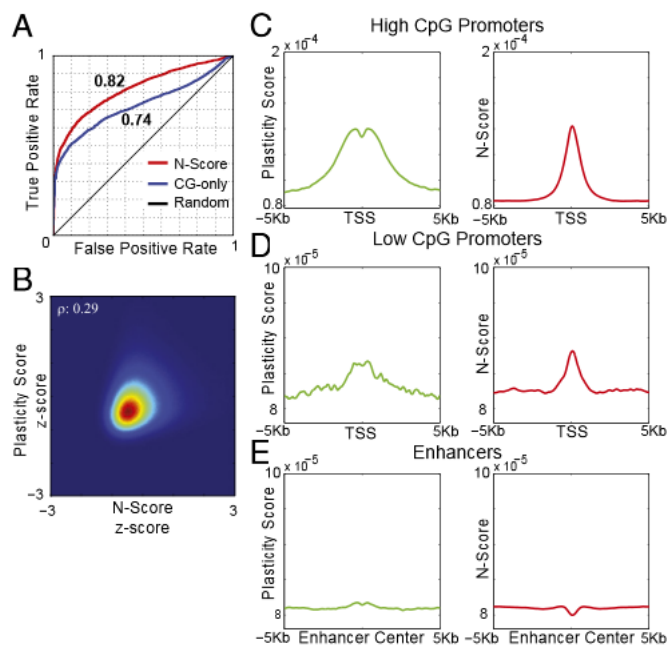 A
1
0.82
0.74
True Positive Rate
N-Score
CG-only
Random
0
False Positive Rate
1
B
3
ρ: 0.29
Plasticity Score
z-score
−3
−3
N-Score
3
z-score
C
High CpG Promoters
2 x 10⁻⁴
Plasticity Score
0.8
−5Kb
TSS
5Kb
2 x 10⁻⁴
N-Score
0.8
−5Kb
TSS
5Kb
D
Low CpG Promoters
10 x 10⁻⁵
Plasticity Score
8
−5Kb
TSS
5Kb
10 x 10⁻⁵
N-Score
8
−5Kb
TSS
5Kb
E
Enhancers
10 x 10⁻⁵
Plasticity Score
8
−5Kb
Enhancer Center
5Kb
10 x 10⁻⁵
N-Score
8
−5Kb
Enhancer Center
5Kb